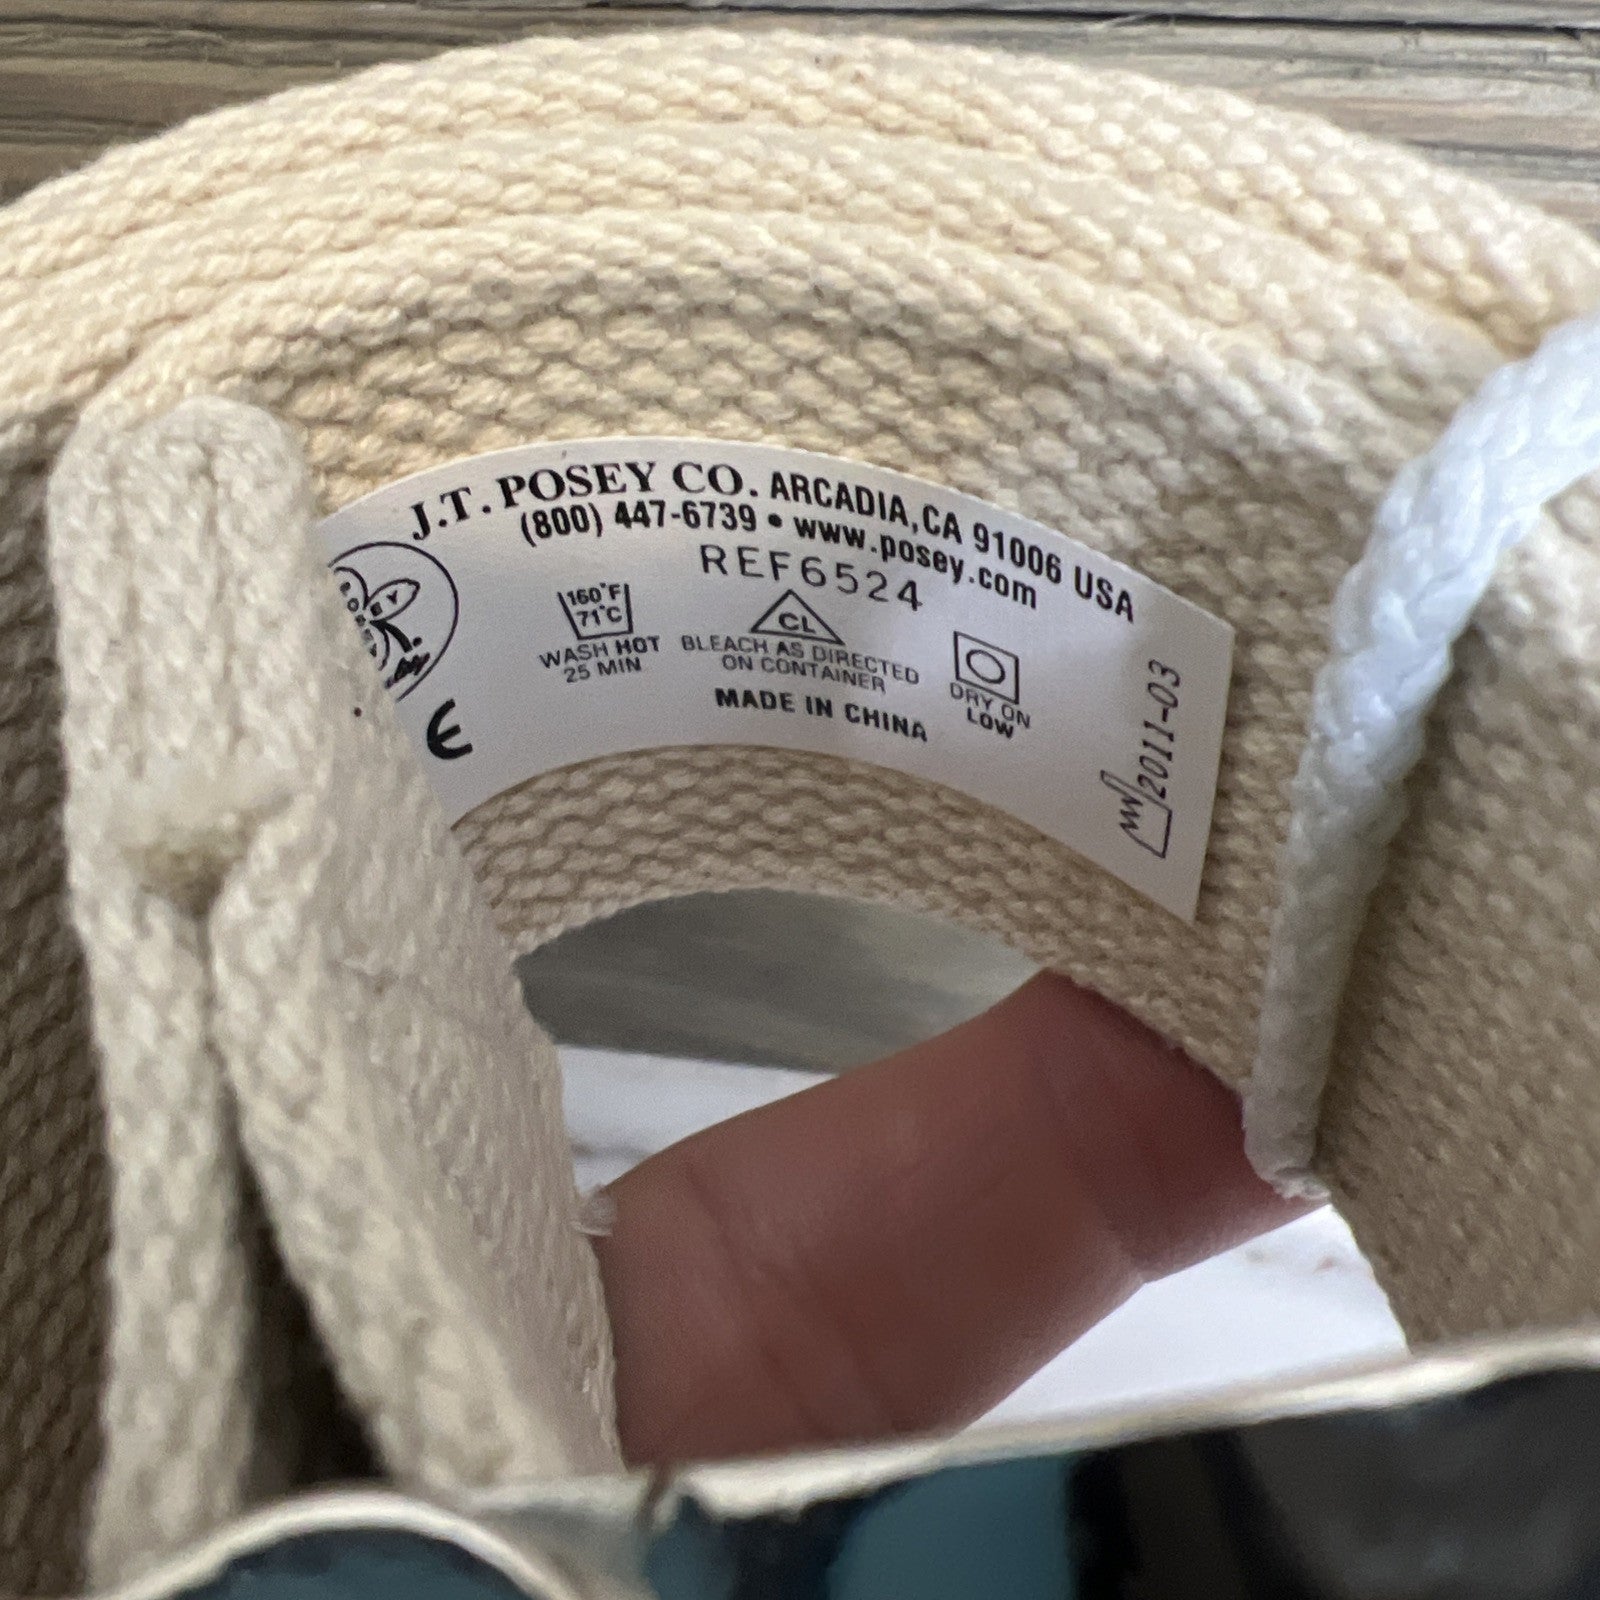 J.T. POSEY CO. ARCADIA, CA 91006 USA
(800) 447-6739 • www.posey.com
REF6524
160°F
71°C
WASH HOT
25 MIN
CL
BLEACH AS DIRECTED
ON CONTAINER
DRY ON
LOW
MADE IN CHINA
2011-03
POSEY